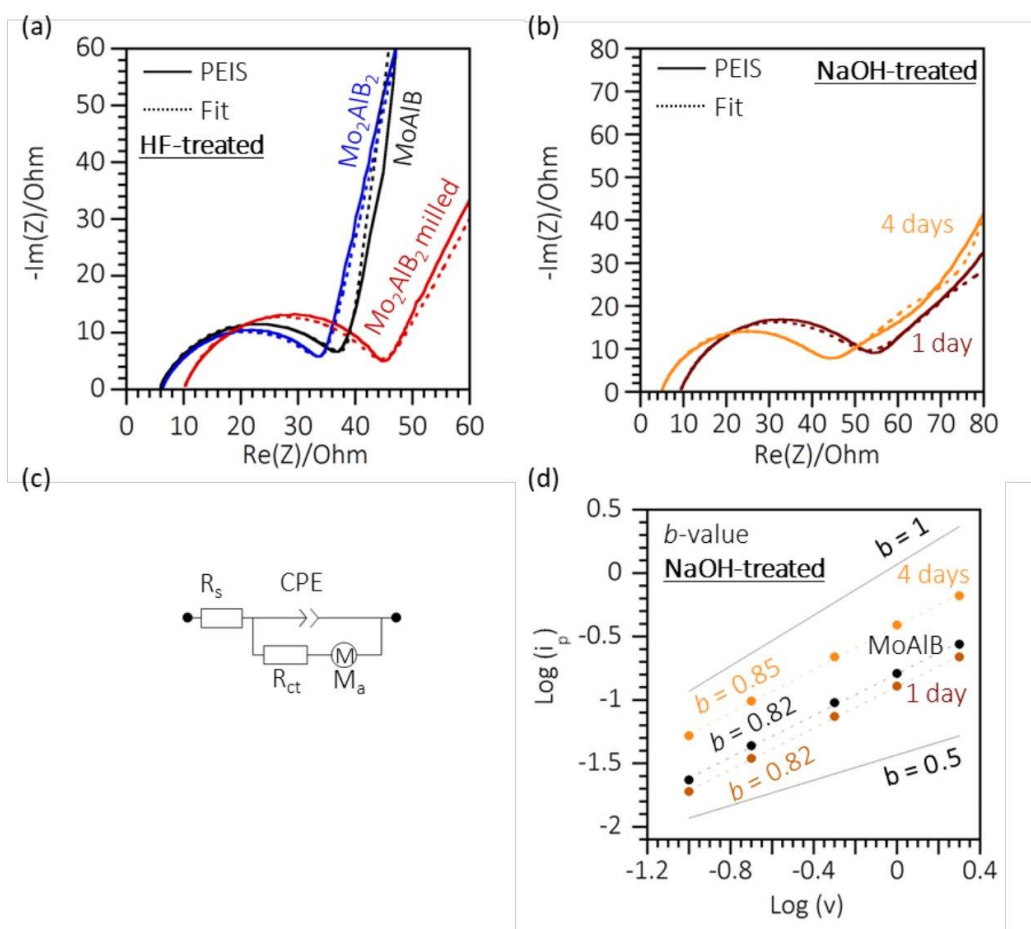 (a)
60
50
40
30
20
10
0
-Im(Z)/Ohm
PEIS
Fit
HF-treated
Mo₂AlB₂
MoAlB
Mo₂AlB₂ milled
0 10 20 30 40 50 60
Re(Z)/Ohm
(b)
80
70
60
50
40
30
20
10
0
-Im(Z)/Ohm
PEIS
Fit
NaOH-treated
4 days
1 day
0 10 20 30 40 50 60 70 80
Re(Z)/Ohm
(c)
Rₛ
CPE
R_ct
M
Mₐ
(d)
0.5
0
-0.5
-1
-1.5
-2
Log (iₚ)
b-value
NaOH-treated
b = 1
4 days
MoAlB
1 day
b = 0.85
b = 0.82
b = 0.82
b = 0.5
-1.2 -0.8 -0.4 0 0.4
Log (v)